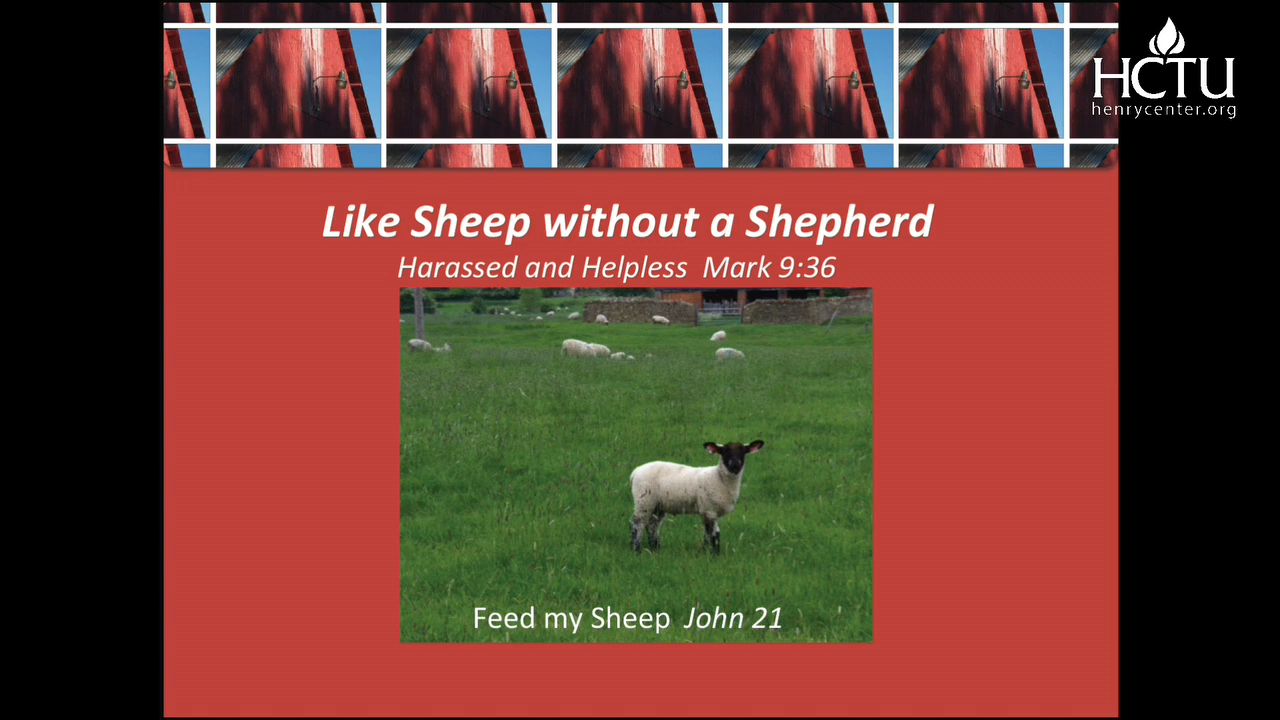 HCTU
henrycenter.org
Like Sheep without a Shepherd
Harassed and Helpless Mark 9:36
Feed my Sheep John 21